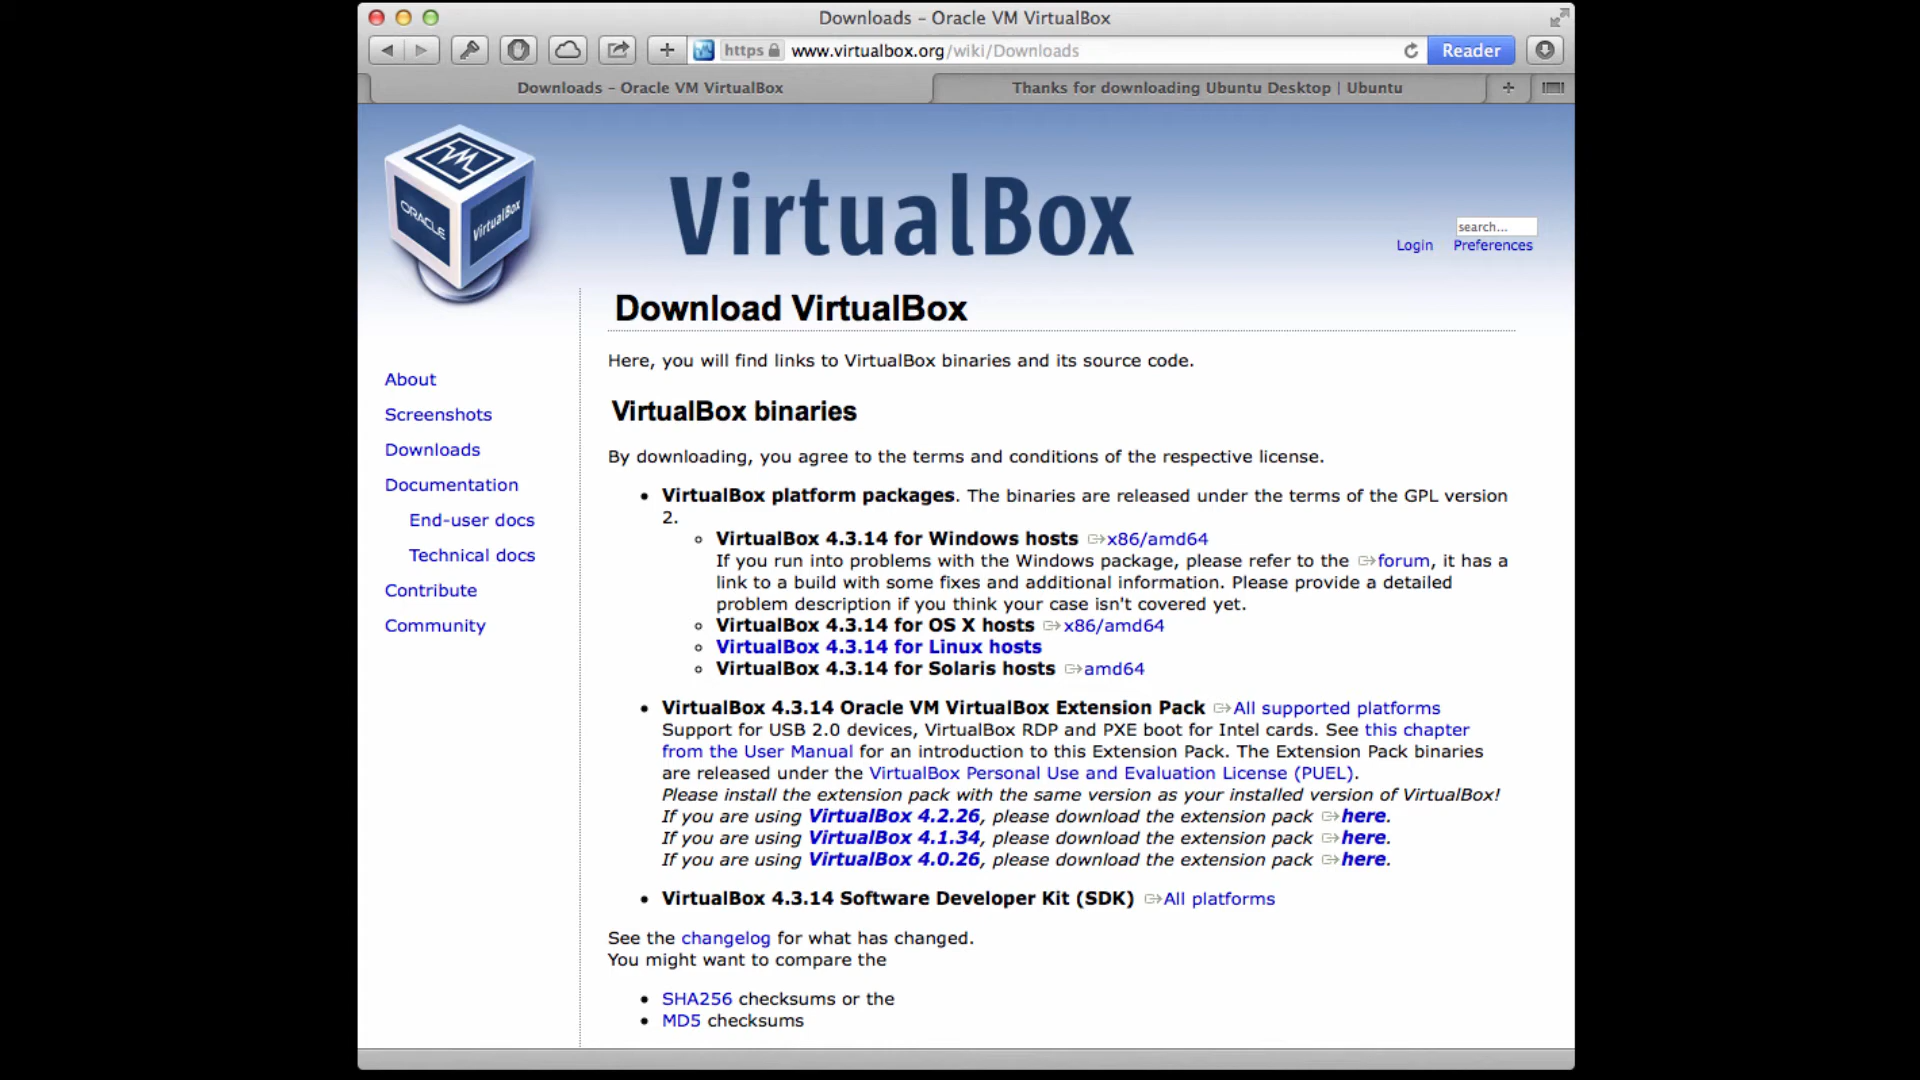 Downloads – Oracle VM VirtualBox
https www.virtualbox.org/wiki/Downloads Reader
Downloads – Oracle VM VirtualBox Thanks for downloading Ubuntu Desktop | Ubuntu
ORACLE VirtualBox
VirtualBox
search...
Login Preferences
Download VirtualBox
Here, you will find links to VirtualBox binaries and its source code.
About
Screenshots
Downloads
Documentation
End-user docs
Technical docs
Contribute
Community
VirtualBox binaries
By downloading, you agree to the terms and conditions of the respective license.
VirtualBox platform packages. The binaries are released under the terms of the GPL version
2.
VirtualBox 4.3.14 for Windows hosts x86/amd64
If you run into problems with the Windows package, please refer to the forum, it has a
link to a build with some fixes and additional information. Please provide a detailed
problem description if you think your case isn't covered yet.
VirtualBox 4.3.14 for OS X hosts x86/amd64
VirtualBox 4.3.14 for Linux hosts
VirtualBox 4.3.14 for Solaris hosts amd64
VirtualBox 4.3.14 Oracle VM VirtualBox Extension Pack All supported platforms
Support for USB 2.0 devices, VirtualBox RDP and PXE boot for Intel cards. See this chapter
from the User Manual for an introduction to this Extension Pack. The Extension Pack binaries
are released under the VirtualBox Personal Use and Evaluation License (PUEL).
Please install the extension pack with the same version as your installed version of VirtualBox!
If you are using VirtualBox 4.2.26, please download the extension pack here.
If you are using VirtualBox 4.1.34, please download the extension pack here.
If you are using VirtualBox 4.0.26, please download the extension pack here.
VirtualBox 4.3.14 Software Developer Kit (SDK) All platforms
See the changelog for what has changed.
You might want to compare the
SHA256 checksums or the
MD5 checksums